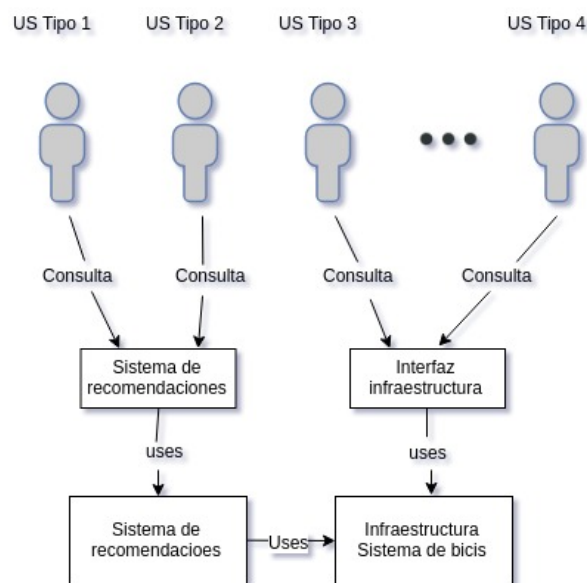 US Tipo 1
US Tipo 2
US Tipo 3
US Tipo 4
Consulta
Consulta
Consulta
Consulta
Sistema de
recomendaciones
Interfaz
infraestructura
uses
uses
Sistema de
recomendacioes
Uses
Infraestructura
Sistema de bicis